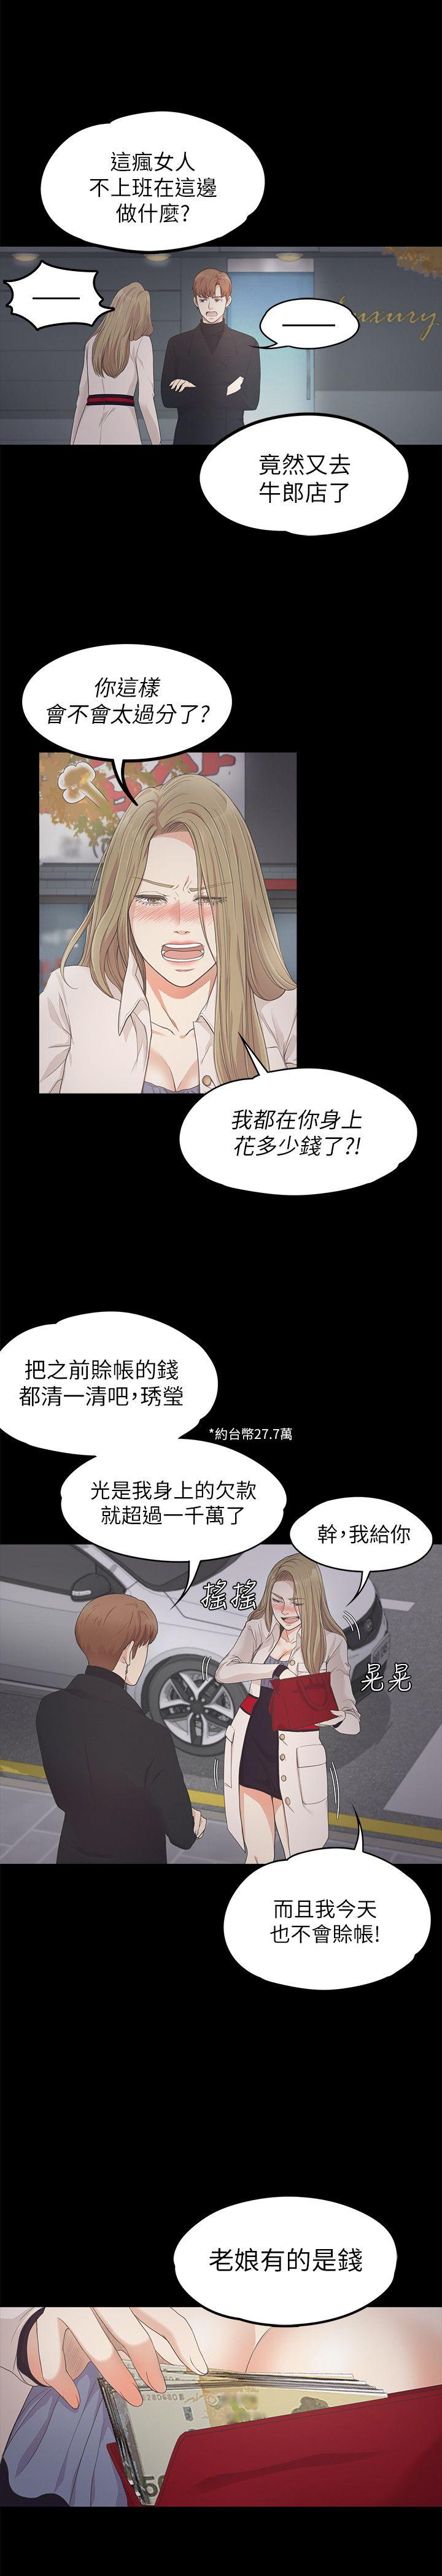 這瘋女人
不上班在這邊
做什麼?
luxury
竟然又去
牛郎店了
你這樣
會不會太過分了?
我都在你身上
花多少錢了?!
把之前賒帳的錢
都清一清吧,琇瑩
*約台幣27.7萬
光是我身上的欠款
就超過一千萬了
幹,我給你
搖搖
晃晃
而且我今天
也不會賒帳!
老娘有的是錢